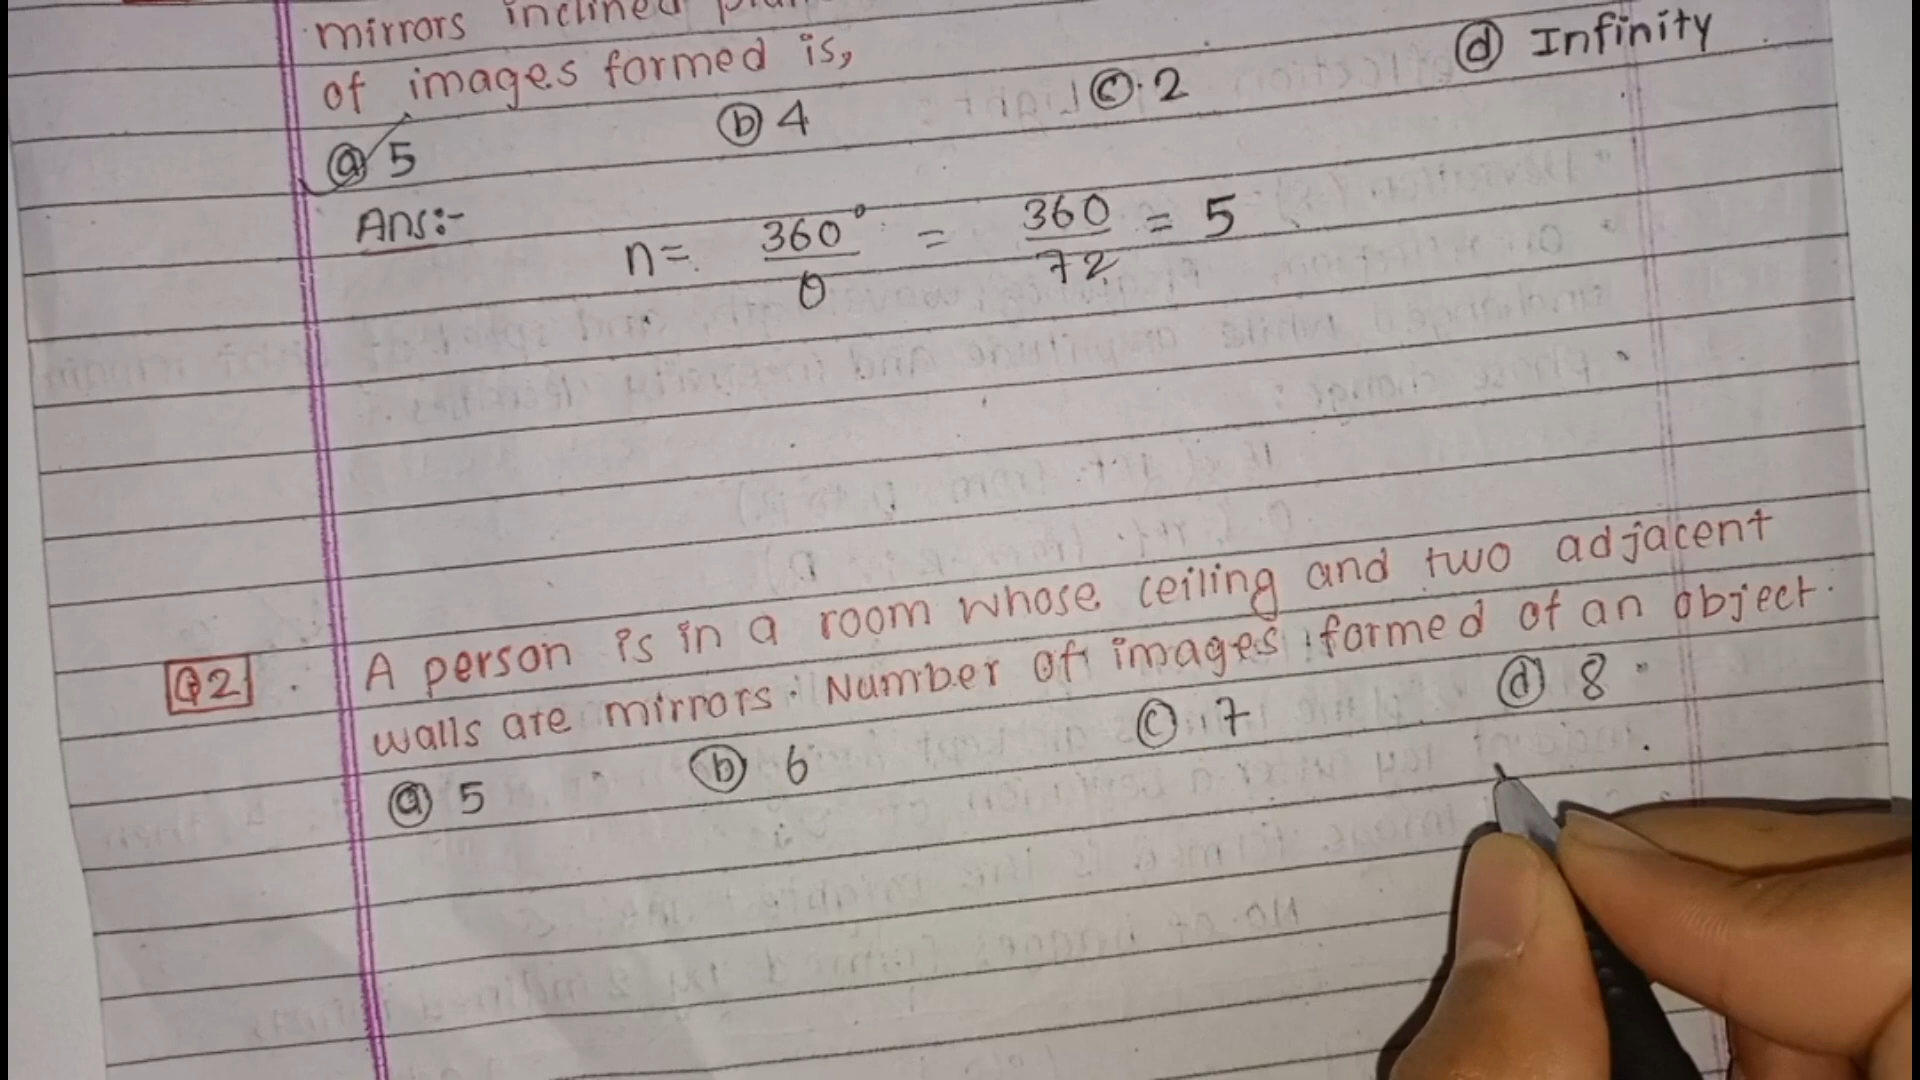 mirrors inclined
of images formed is,
(a) 5 (b) 4 (c) 2 (d) Infinity
Ans:-
n = 360° / θ = 360 / 72 = 5
Q2 A person is in a room whose ceiling and two adjacent
walls are mirrors. Number of images formed of an object.
(a) 5 (b) 6 (c) 7 (d) 8